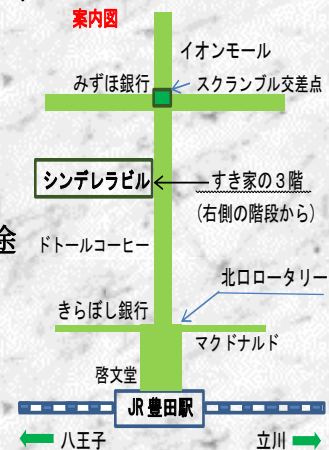 案内図
イオンモール
みずほ銀行
スクランブル交差点
シンデレラビル
すき家の3階
(右側の階段から)
途
ドトールコーヒー
北口ロータリー
きらぼし銀行
マクドナルド
啓文堂
JR 豊田駅
八王子
立川